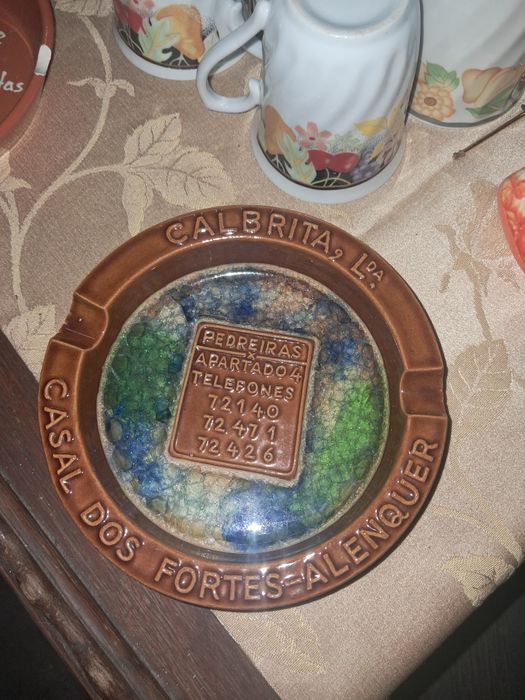 CALBRITA, LDA.
PEDREIRAS
X
APARTADO 4
TELEFONES
72140
72471
72426
CASAL DOS FORTES-ALENQUER